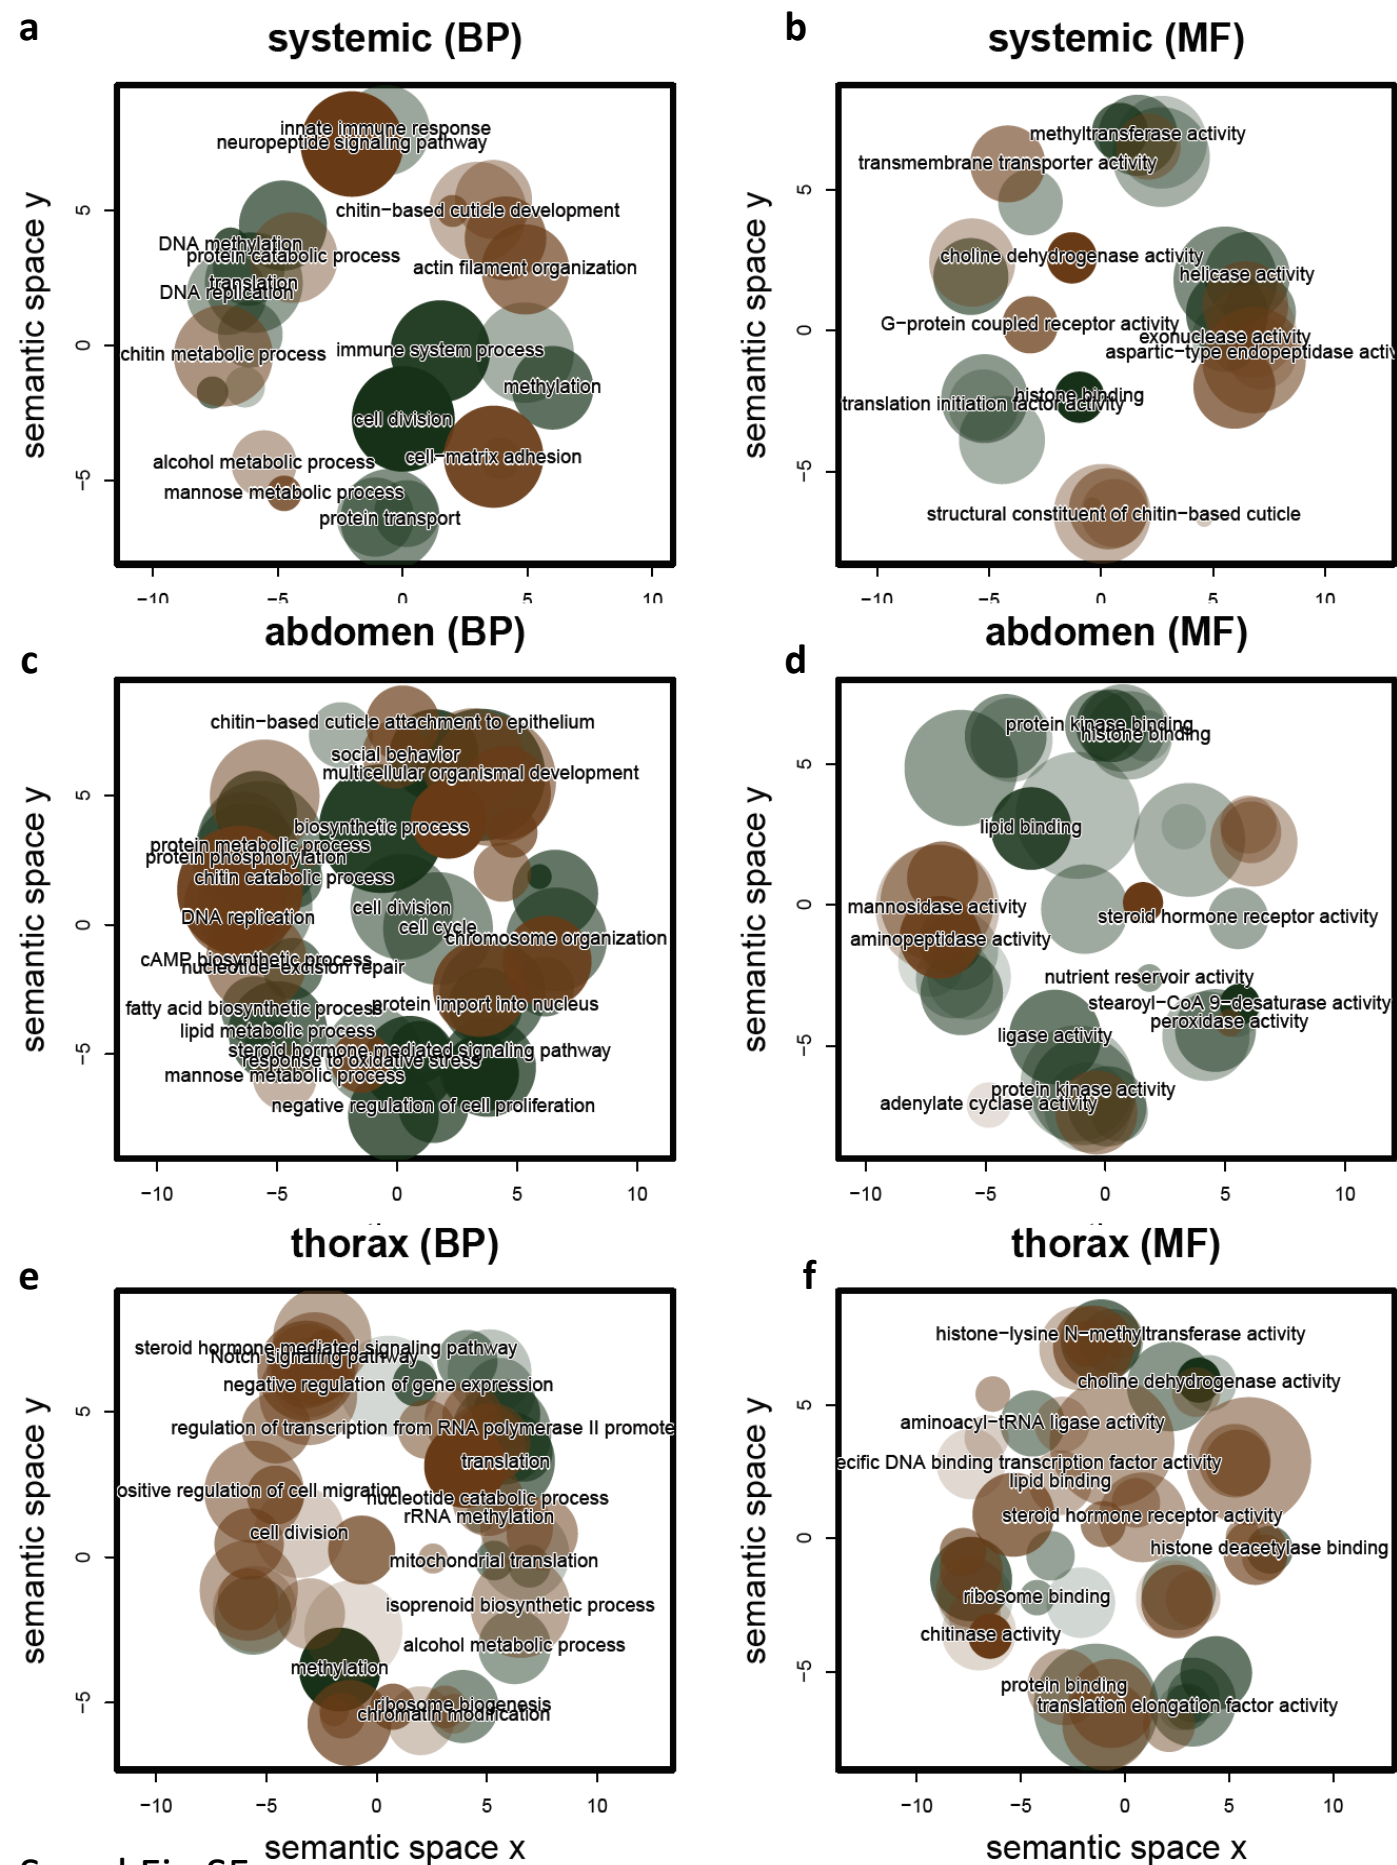 a
systemic (BP)
b
systemic (MF)
semantic space y
5
0
−5
innate immune response
neuropeptide signaling pathway
chitin−based cuticle development
DNA methylation
protein catabolic process
actin filament organization
translation
DNA replication
chitin metabolic process
immune system process
methylation
cell division
cell−matrix adhesion
alcohol metabolic process
mannose metabolic process
protein transport
−10
−5
0
5
10
semantic space y
5
0
−5
methyltransferase activity
transmembrane transporter activity
choline dehydrogenase activity
helicase activity
G−protein coupled receptor activity
exonuclease activity
aspartic−type endopeptidase activ
histone binding
translation initiation factor activity
structural constituent of chitin−based cuticle
−10
−5
0
5
10
c
abdomen (BP)
d
abdomen (MF)
semantic space y
5
0
−5
chitin−based cuticle attachment to epithelium
social behavior
multicellular organismal development
biosynthetic process
protein metabolic process
protein phosphorylation
chitin catabolic process
cell division
DNA replication
cell cycle
chromosome organization
cAMP biosynthetic process
nucleotide−excision repair
protein import into nucleus
fatty acid biosynthetic process
lipid metabolic process
steroid hormone mediated signaling pathway
response to oxidative stress
mannose metabolic process
negative regulation of cell proliferation
−10
−5
0
5
10
semantic space y
5
0
−5
protein kinase binding
histone binding
lipid binding
mannosidase activity
steroid hormone receptor activity
aminopeptidase activity
nutrient reservoir activity
stearoyl−CoA 9−desaturase activity
peroxidase activity
ligase activity
protein kinase activity
adenylate cyclase activity
−10
−5
0
5
10
e
thorax (BP)
f
thorax (MF)
semantic space y
5
0
−5
steroid hormone mediated signaling pathway
Notch signaling pathway
negative regulation of gene expression
regulation of transcription from RNA polymerase II promote
translation
ositive regulation of cell migration
nucleotide catabolic process
rRNA methylation
cell division
mitochondrial translation
isoprenoid biosynthetic process
alcohol metabolic process
methylation
ribosome biogenesis
chromatin modification
−10
−5
0
5
10
semantic space x
semantic space y
5
0
−5
histone−lysine N−methyltransferase activity
choline dehydrogenase activity
aminoacyl−tRNA ligase activity
ecific DNA binding transcription factor activity
lipid binding
steroid hormone receptor activity
histone deacetylase binding
ribosome binding
chitinase activity
protein binding
translation elongation factor activity
−10
−5
0
5
10
semantic space x